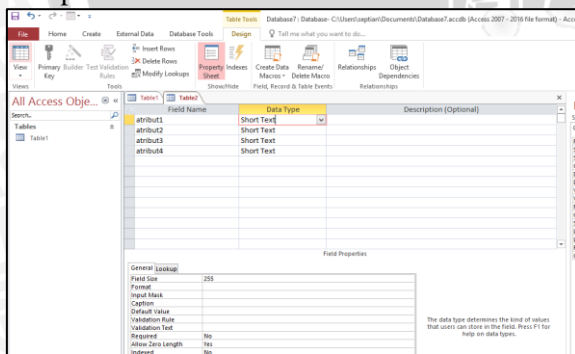 Table Tools Database7 : Database- C:\Users\septian\Documents\Database7.accdb (Access 2007 - 2016 file format) - Acc
File Home Create External Data Database Tools Design Tell me what you want to do...
View Primary Key Builder Test Validation Rules Insert Rows Delete Rows Modify Lookups Property Sheet Indexes Create Data Macros Rename/ Delete Macro Relationships Object Dependencies
Views Tools Show/Hide Field, Record & Table Events Relationships
All Access Obje...
Search..
Tables
Table1
Table1 Table2
Field Name Data Type Description (Optional)
atribut1 Short Text
atribut2 Short Text
atribut3 Short Text
atribut4 Short Text
Field Properties
General Lookup
Field Size 255
Format
Input Mask
Caption
Default Value
Validation Rule
Validation Text
Required No
Allow Zero Length Yes
Indexed No
The data type determines the kind of values
that users can store in the field. Press F1 for
help on data types.